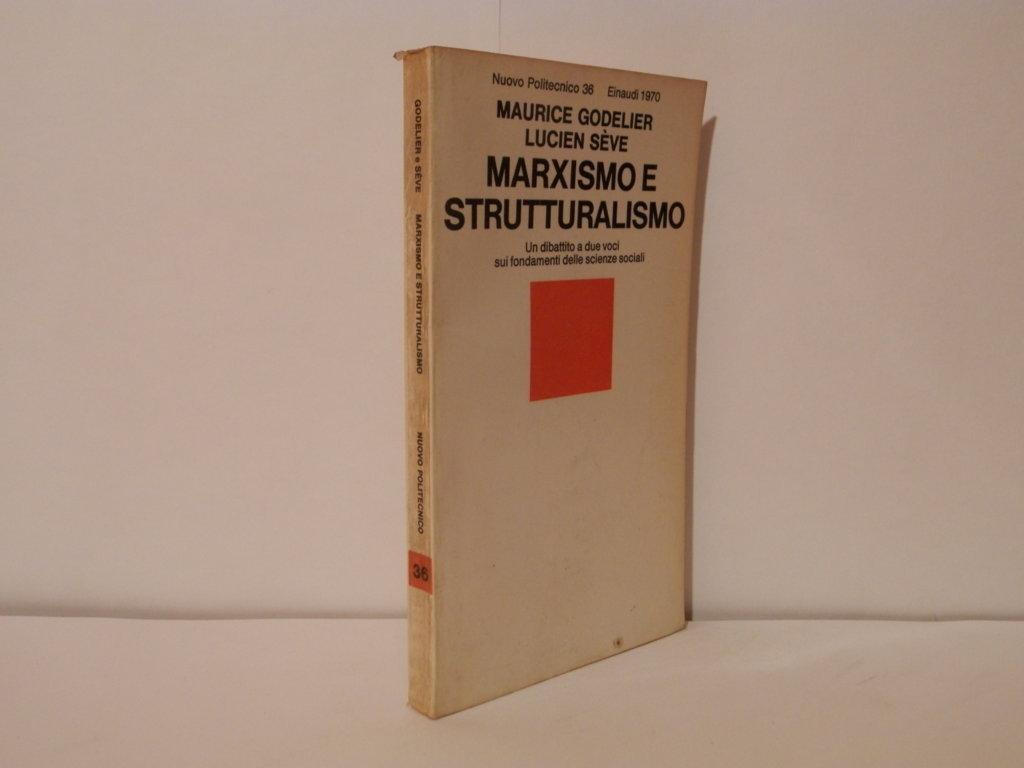 Nuovo Politecnico 36 Einaudi 1970
MAURICE GODELIER
LUCIEN SÈVE
MARXISMO E
STRUTTURALISMO
Un dibattito a due voci
sui fondamenti delle scienze sociali
GODELIER e SÈVE MARXISMO E STRUTTURALISMO NUOVO POLITECNICO
36